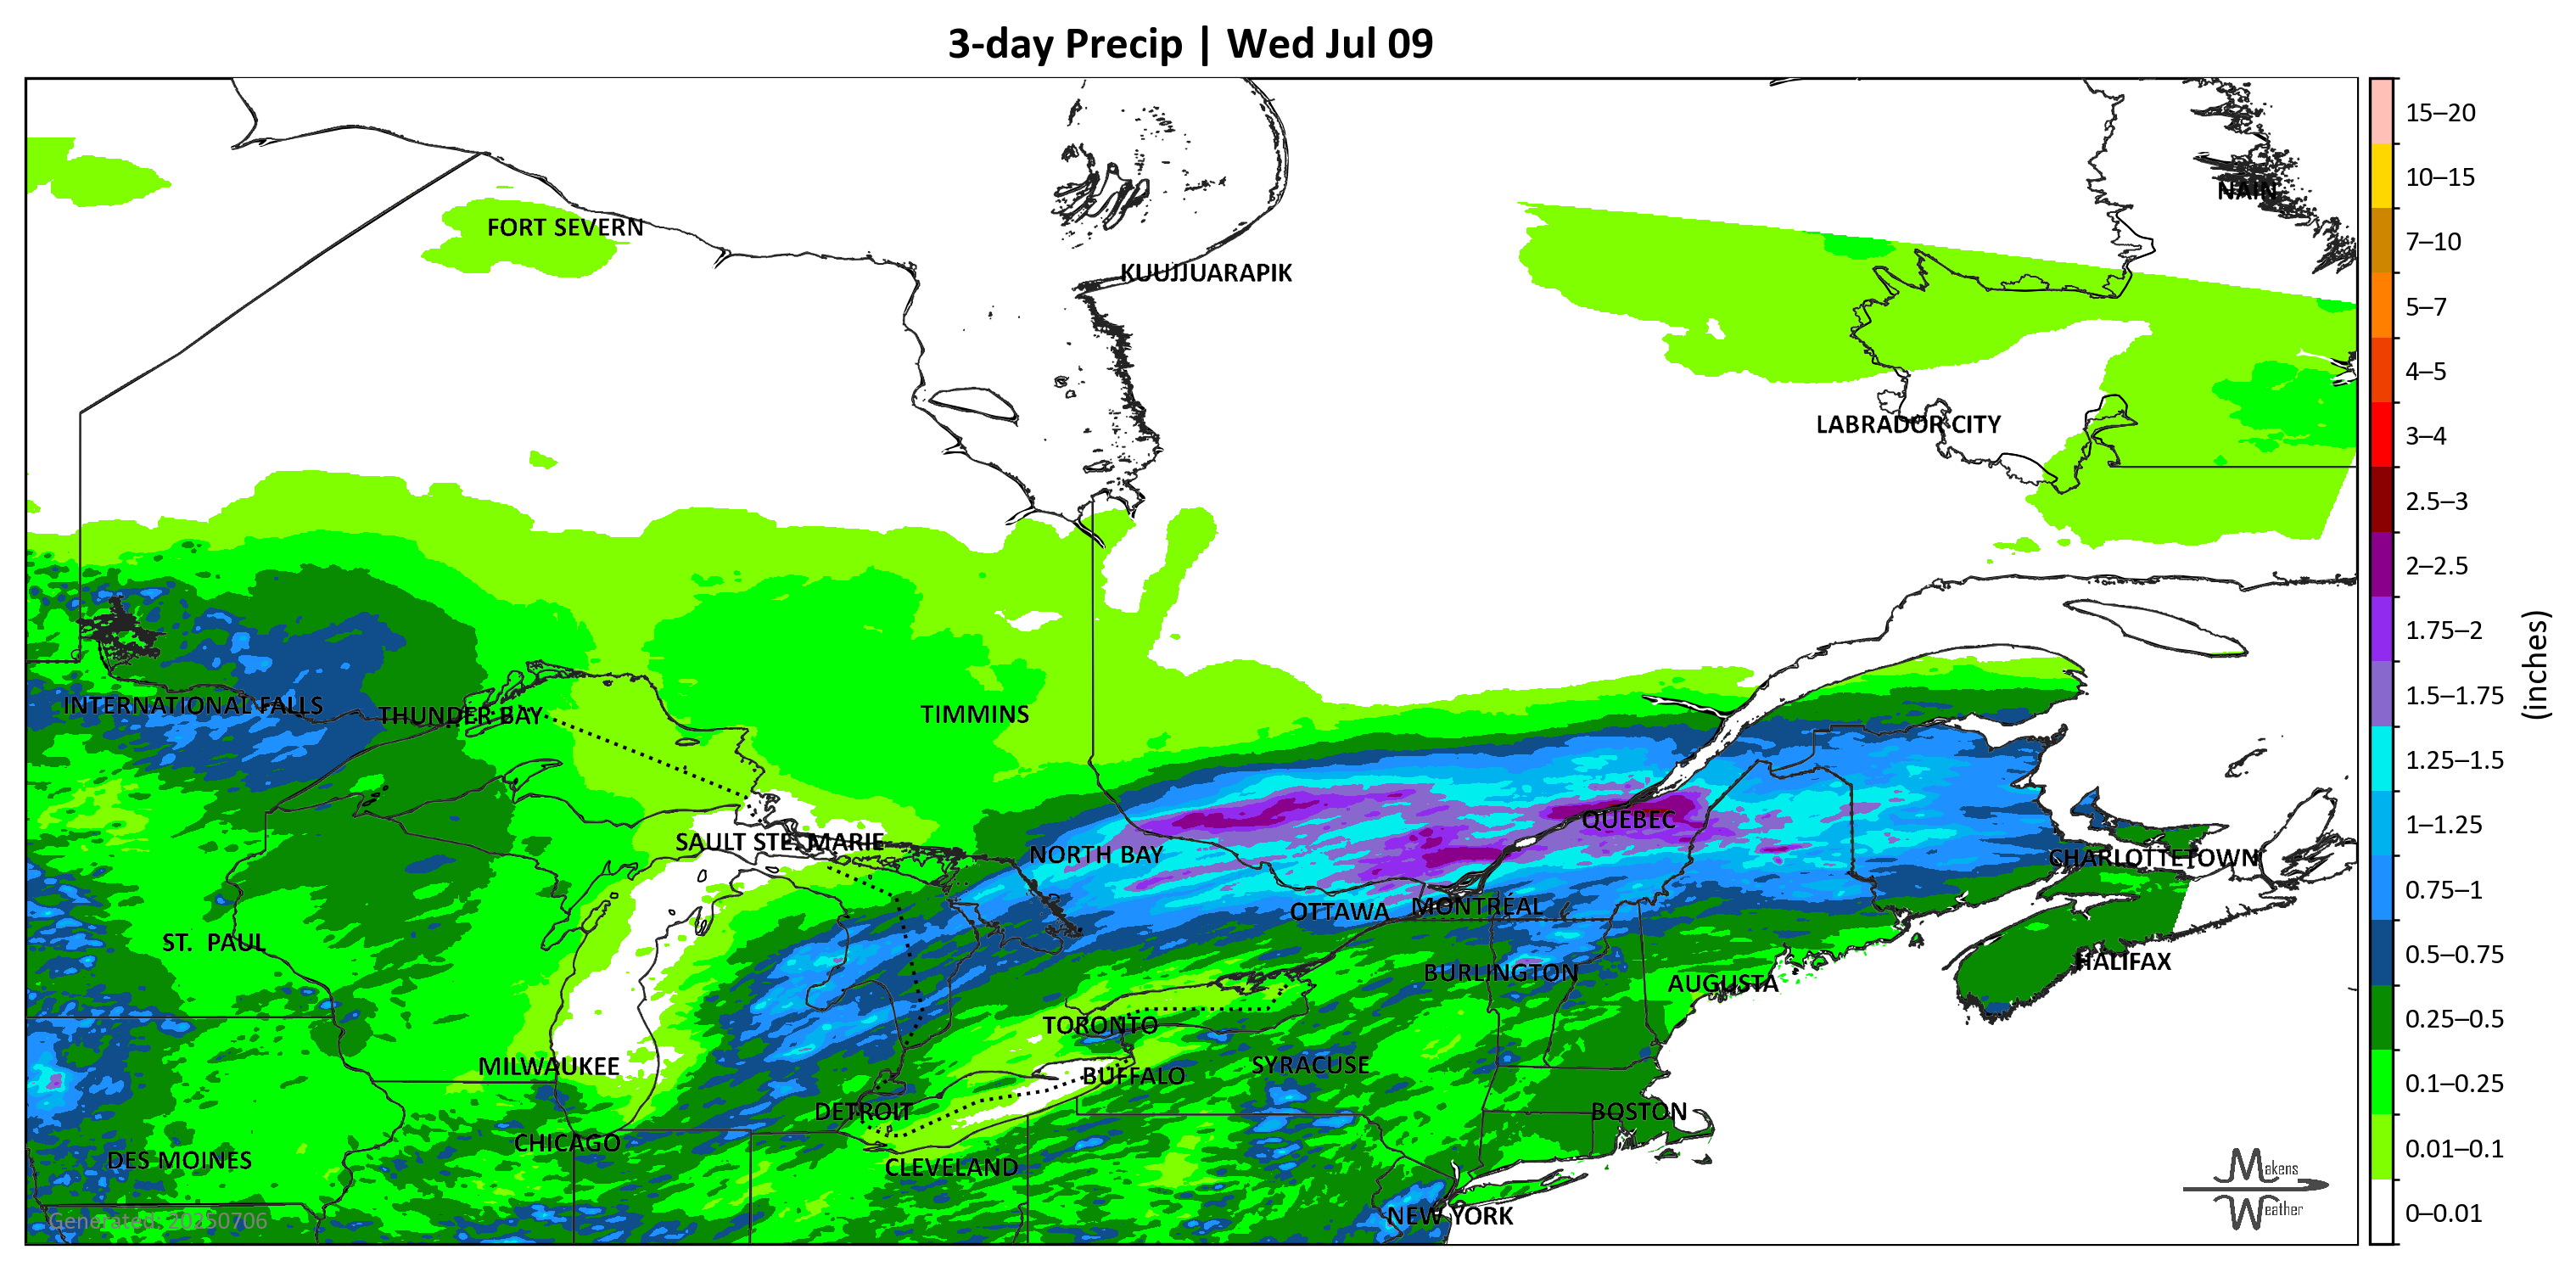 3-day Precip | Wed Jul 09
15–20
10–15
NAIN
7–10
FORT SEVERN
KUUJJUARAPIK
5–7
4–5
LABRADOR CITY
3–4
2.5–3
2–2.5
1.75–2
(inches)
INTERNATIONAL FALLS
THUNDER BAY
TIMMINS
1.5–1.75
1.25–1.5
QUEBEC
1–1.25
SAULT STE. MARIE
NORTH BAY
CHARLOTTETOWN
0.75–1
OTTAWA
MONTREAL
ST. PAUL
0.5–0.75
HALIFAX
BURLINGTON
AUGUSTA
TORONTO
0.25–0.5
MILWAUKEE
SYRACUSE
BUFFALO
0.1–0.25
DETROIT
BOSTON
CHICAGO
0.01–0.1
DES MOINES
CLEVELAND
Makens
Weather
Generated: 20250706
NEW YORK
0–0.01